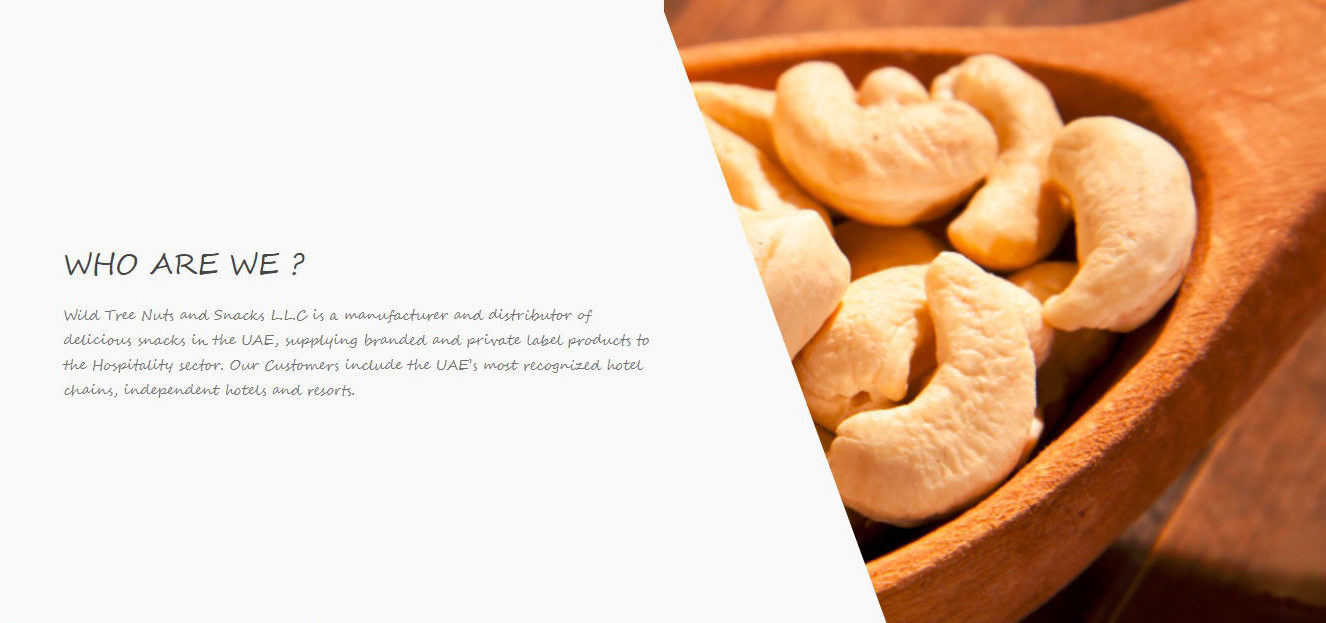 WHO ARE WE ?
Wild Tree Nuts and Snacks L.L.C is a manufacturer and distributor of
delicious snacks in the UAE, supplying branded and private label products to
the Hospitality sector. Our Customers include the UAE's most recognized hotel
chains, independent hotels and resorts.